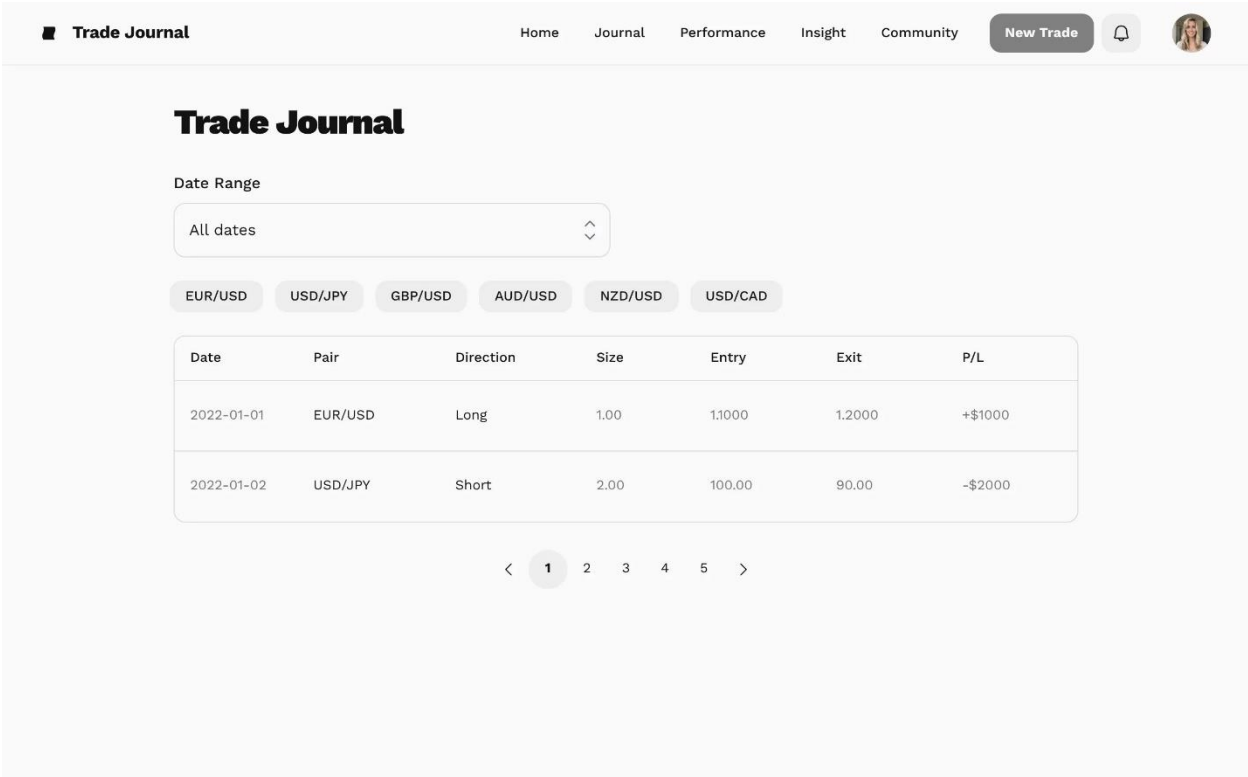 Trade Journal Home Journal Performance Insight Community New Trade
Trade Journal
Date Range
All dates
EUR/USD USD/JPY GBP/USD AUD/USD NZD/USD USD/CAD
Date Pair Direction Size Entry Exit P/L
2022-01-01 EUR/USD Long 1.00 1.1000 1.2000 +$1000
2022-01-02 USD/JPY Short 2.00 100.00 90.00 -$2000
1 2 3 4 5